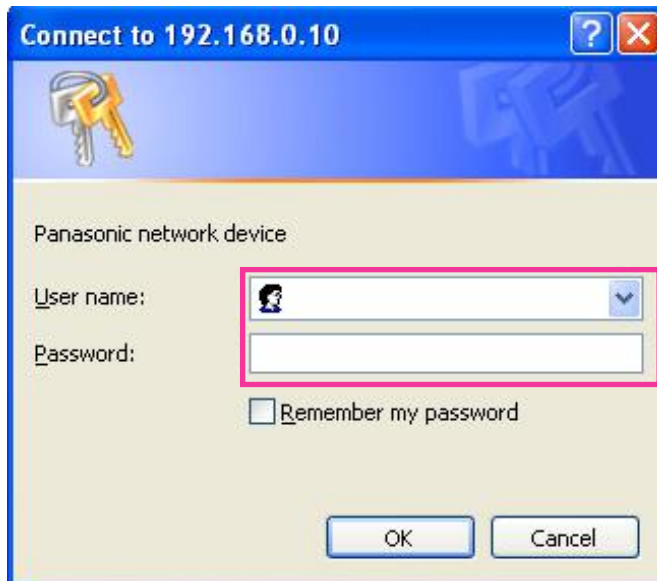 Connect to 192.168.0.10
Panasonic network device
User name:
Password:
Remember my password
OK
Cancel